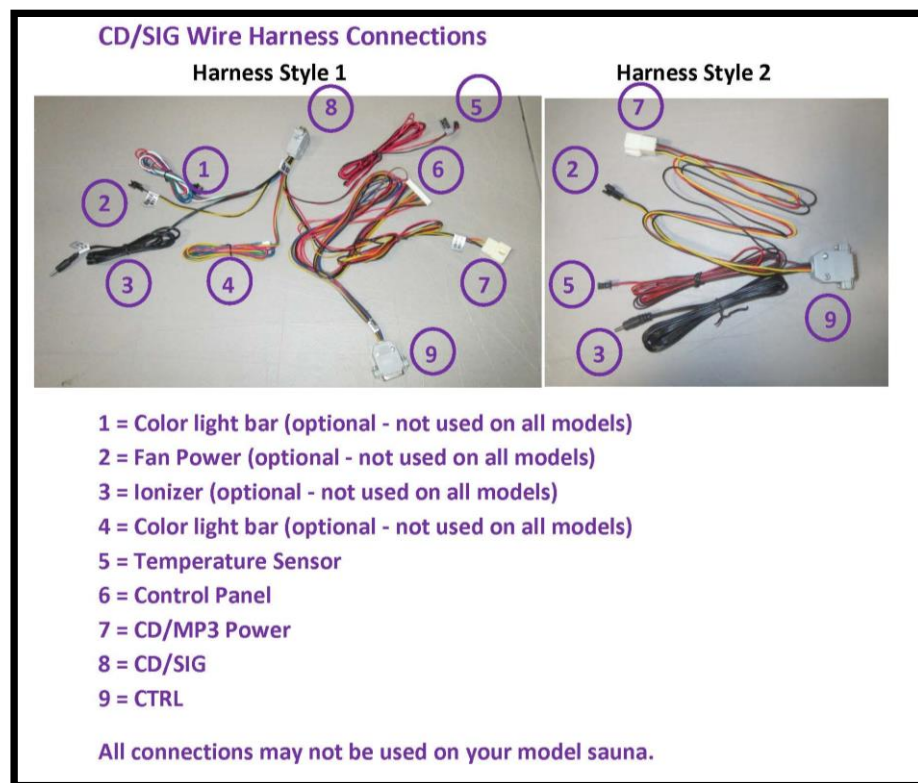 CD/SIG Wire Harness Connections
Harness Style 1
Harness Style 2
8
5
7
1
6
2
2
3
4
7
5
9
9
3
1 = Color light bar (optional - not used on all models)
2 = Fan Power (optional - not used on all models)
3 = Ionizer (optional - not used on all models)
4 = Color light bar (optional - not used on all models)
5 = Temperature Sensor
6 = Control Panel
7 = CD/MP3 Power
8 = CD/SIG
9 = CTRL
All connections may not be used on your model sauna.